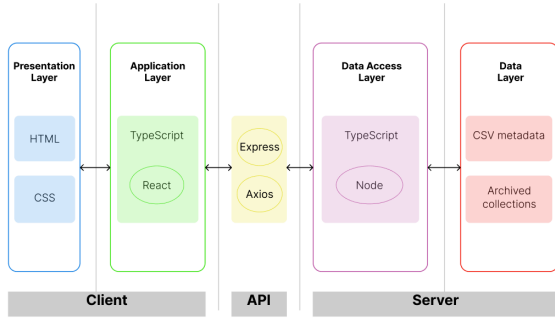 Presentation
Layer
HTML
CSS
Application
Layer
TypeScript
React
Express
Axios
Data Access
Layer
TypeScript
Node
Data
Layer
CSV metadata
Archived
collections
Client
API
Server